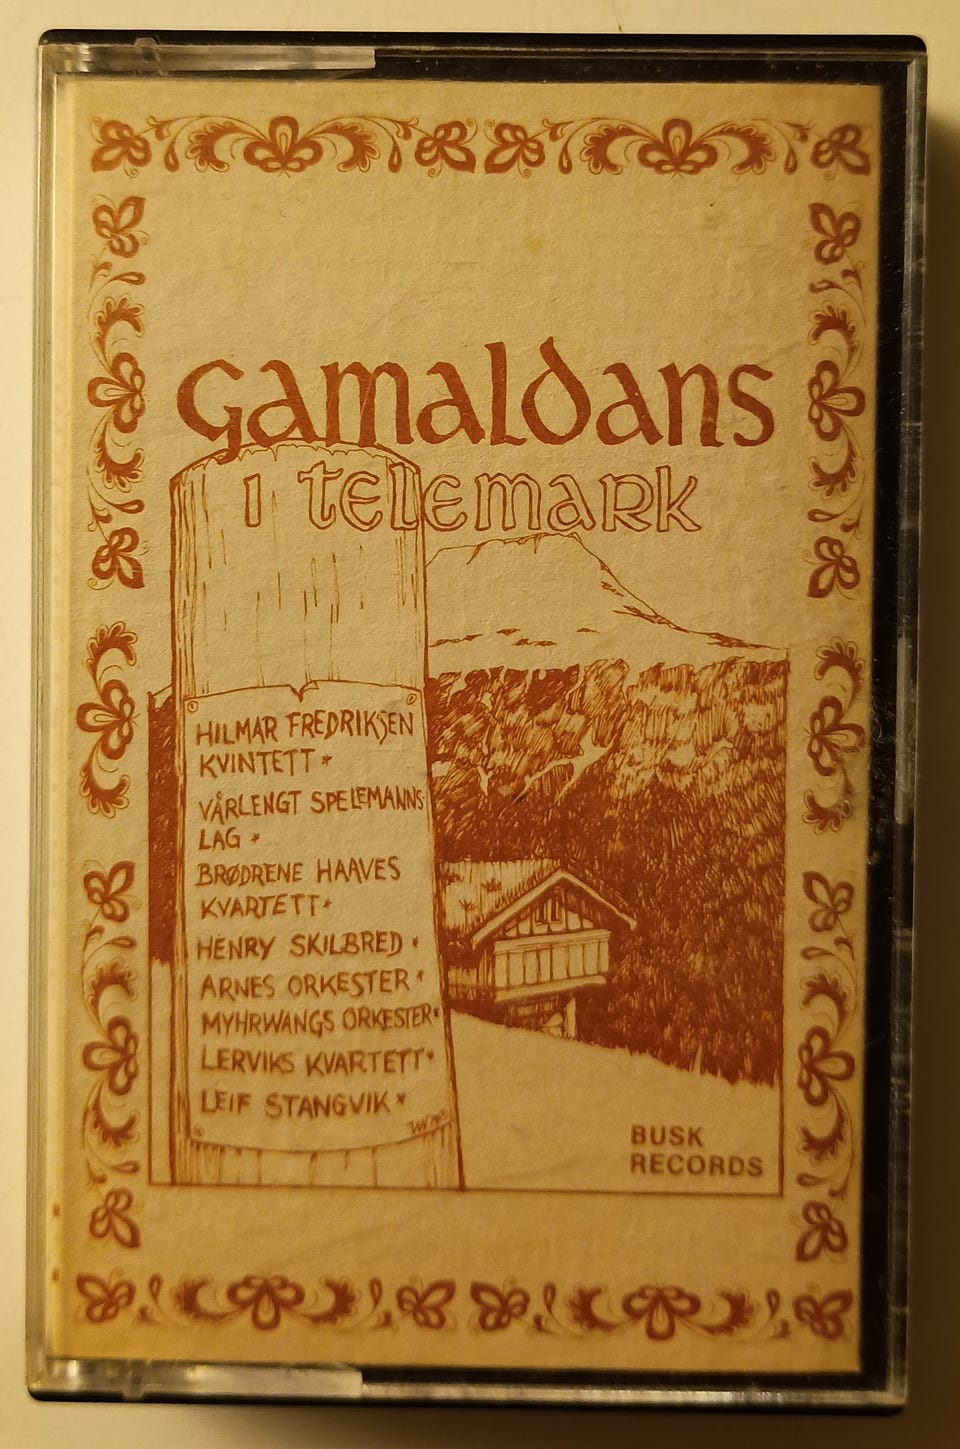 Gamaldans
i telemark
HILMAR FREDRIKSEN
KVINTETT*
VÅRLENGT SPELEMANNS-
LAG *
BRØDRENE HAAVES
KVARTETT*
HENRY SKILBRED *
ARNES ORKESTER*
MYHRWANGS ORKESTER*
LERVIKS KVARTETT*
LEIF STANGVIK*
BUSK
RECORDS